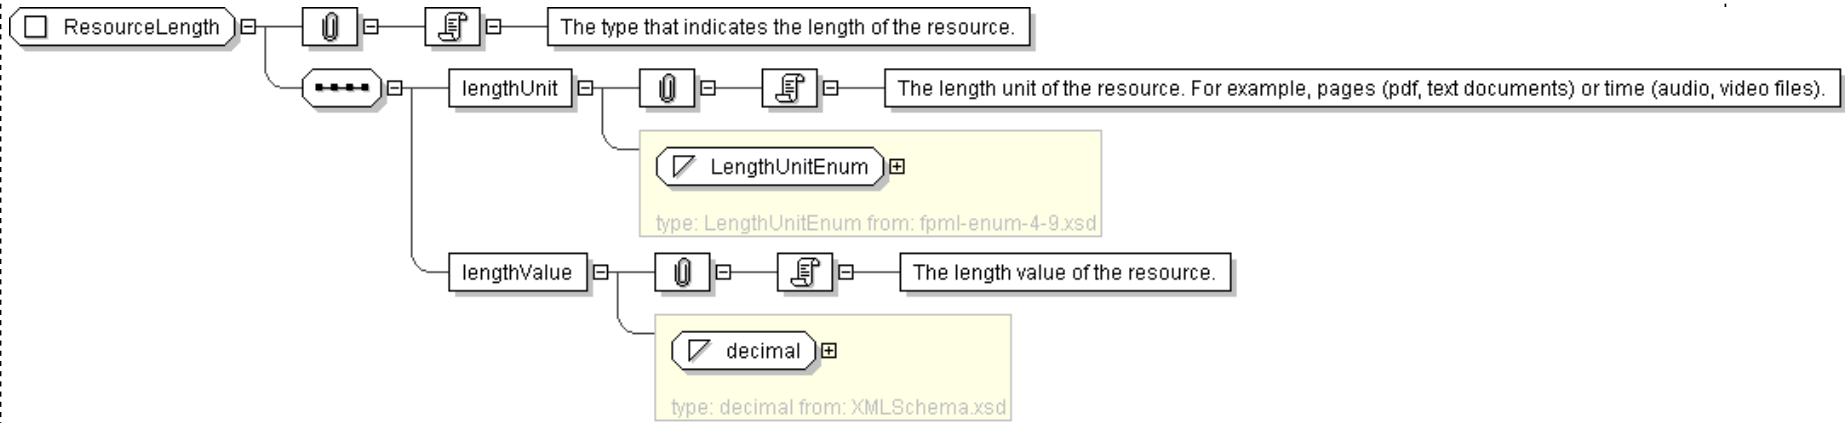 ResourceLength
The type that indicates the length of the resource.
lengthUnit
The length unit of the resource. For example, pages (pdf, text documents) or time (audio, video files).
LengthUnitEnum
type: LengthUnitEnum from: fpml-enum-4-9.xsd
lengthValue
The length value of the resource.
decimal
type: decimal from: XMLSchema.xsd